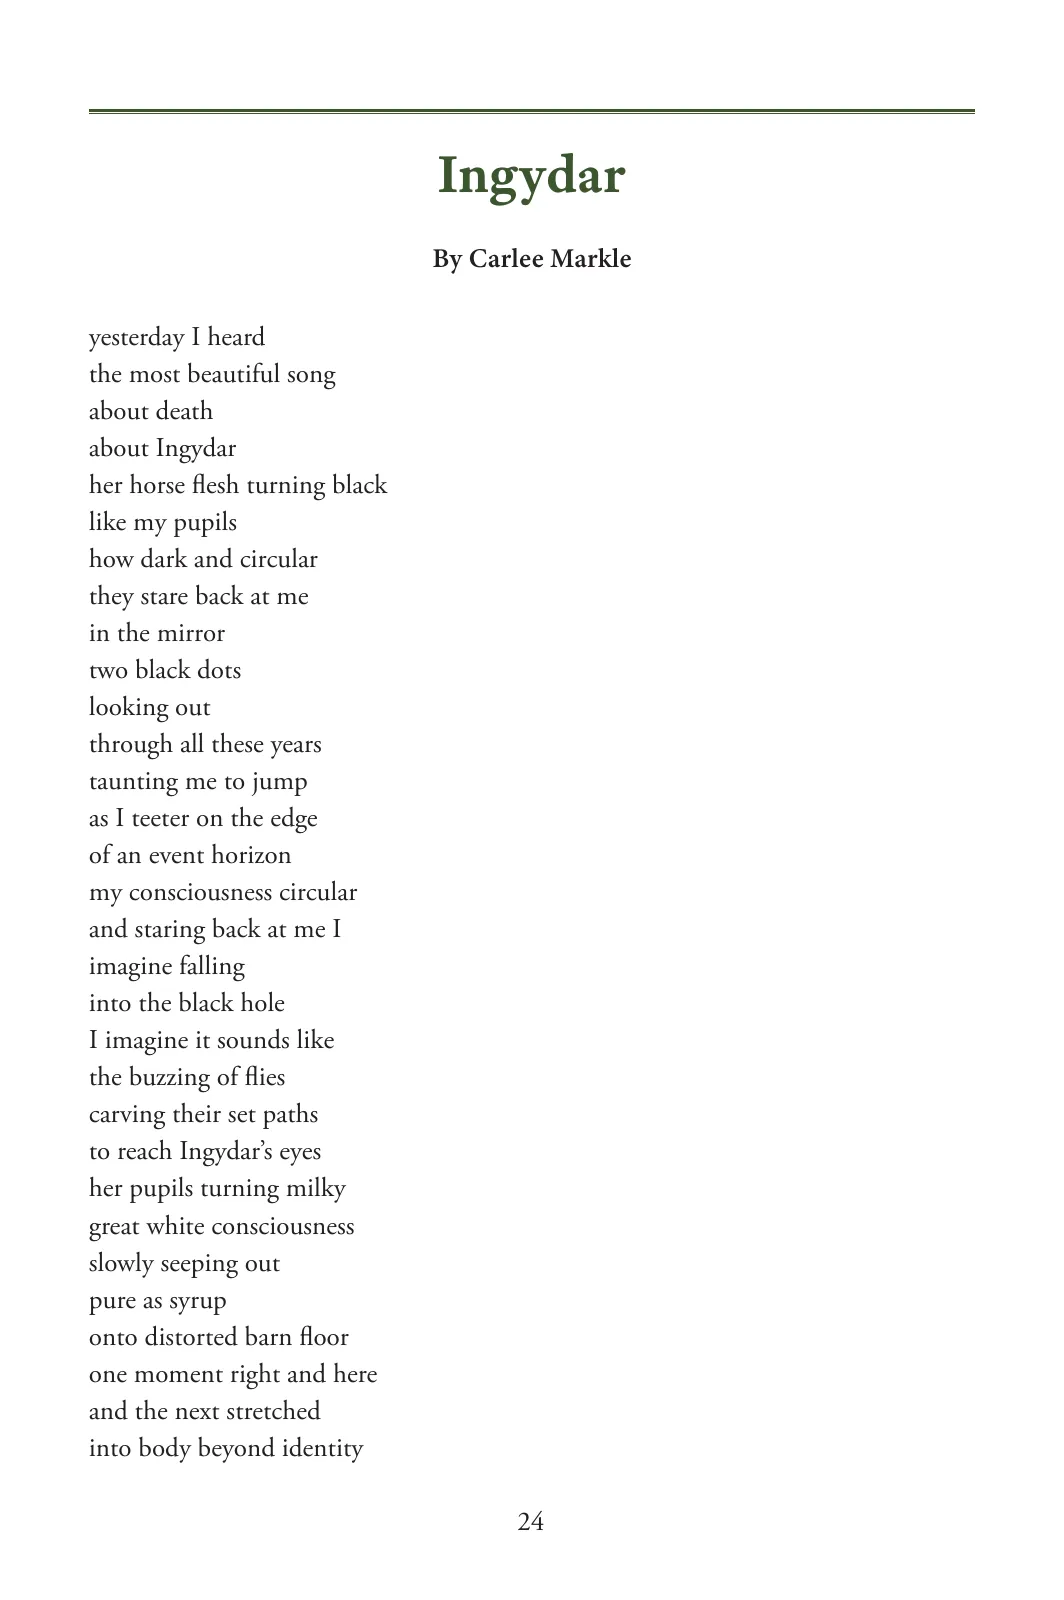 Ingydar
By Carlee Markle
yesterday I heard
the most beautiful song
about death
about Ingydar
her horse flesh turning black
like my pupils
how dark and circular
they stare back at me
in the mirror
two black dots
looking out
through all these years
taunting me to jump
as I teeter on the edge
of an event horizon
my consciousness circular
and staring back at me I
imagine falling
into the black hole
I imagine it sounds like
the buzzing of flies
carving their set paths
to reach Ingydar’s eyes
her pupils turning milky
great white consciousness
slowly seeping out
pure as syrup
onto distorted barn floor
one moment right and here
and the next stretched
into body beyond identity
24